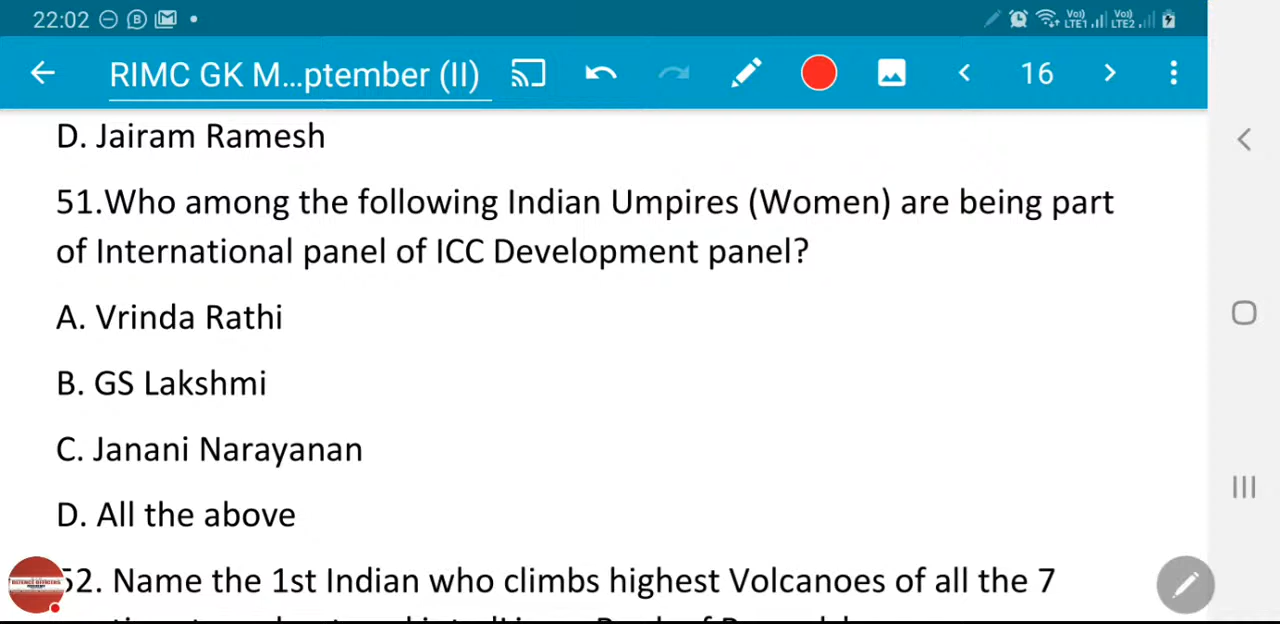 22:02
RIMC GK M...ptember (II)
16
D. Jairam Ramesh
51.Who among the following Indian Umpires (Women) are being part
of International panel of ICC Development panel?
A. Vrinda Rathi
B. GS Lakshmi
C. Janani Narayanan
D. All the above
52. Name the 1st Indian who climbs highest Volcanoes of all the 7